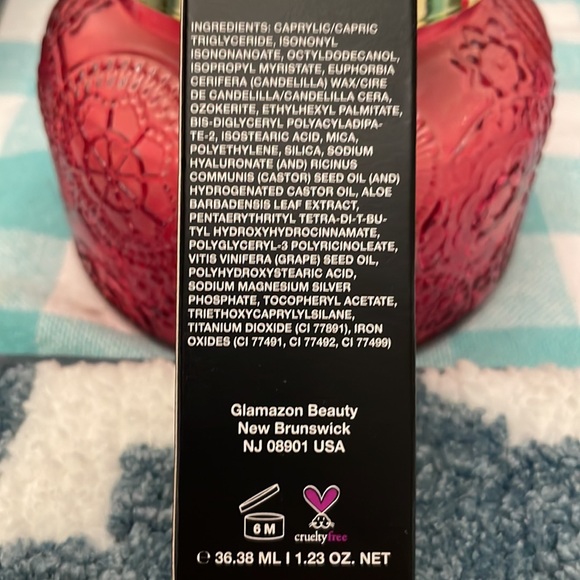 INGREDIENTS: CAPRYLIC/CAPRIC
TRIGLYCERIDE, ISONONYL
ISONONANOATE, OCTYLDODECANOL,
ISOPROPYL MYRISTATE, EUPHORBIA
CERIFERA (CANDELILLA) WAX/CIRE
DE CANDELILLA/CANDELILLA CERA,
OZOKERITE, ETHYLHEXYL PALMITATE,
BIS-DIGLYCERYL POLYACYLADIPA-
TE-2, ISOSTEARIC ACID, MICA,
POLYETHYLENE, SILICA, SODIUM
HYALURONATE (AND) RICINUS
COMMUNIS (CASTOR) SEED OIL (AND)
HYDROGENATED CASTOR OIL, ALOE
BARBADENSIS LEAF EXTRACT,
PENTAERYTHRITYL TETRA-DI-T-BU-
TYL HYDROXYHYDROCINNAMATE,
POLYGLYCERYL-3 POLYRICINOLEATE,
VITIS VINIFERA (GRAPE) SEED OIL,
POLYHYDROXYSTEARIC ACID,
SODIUM MAGNESIUM SILVER
PHOSPHATE, TOCOPHERYL ACETATE,
TRIETHOXYCAPRYLYLSILANE,
TITANIUM DIOXIDE (CI 77891), IRON
OXIDES (CI 77491, CI 77492, CI 77499)
Glamazon Beauty
New Brunswick
NJ 08901 USA
6 M
crueltyfree
℮ 36.38 ML I 1.23 OZ. NET